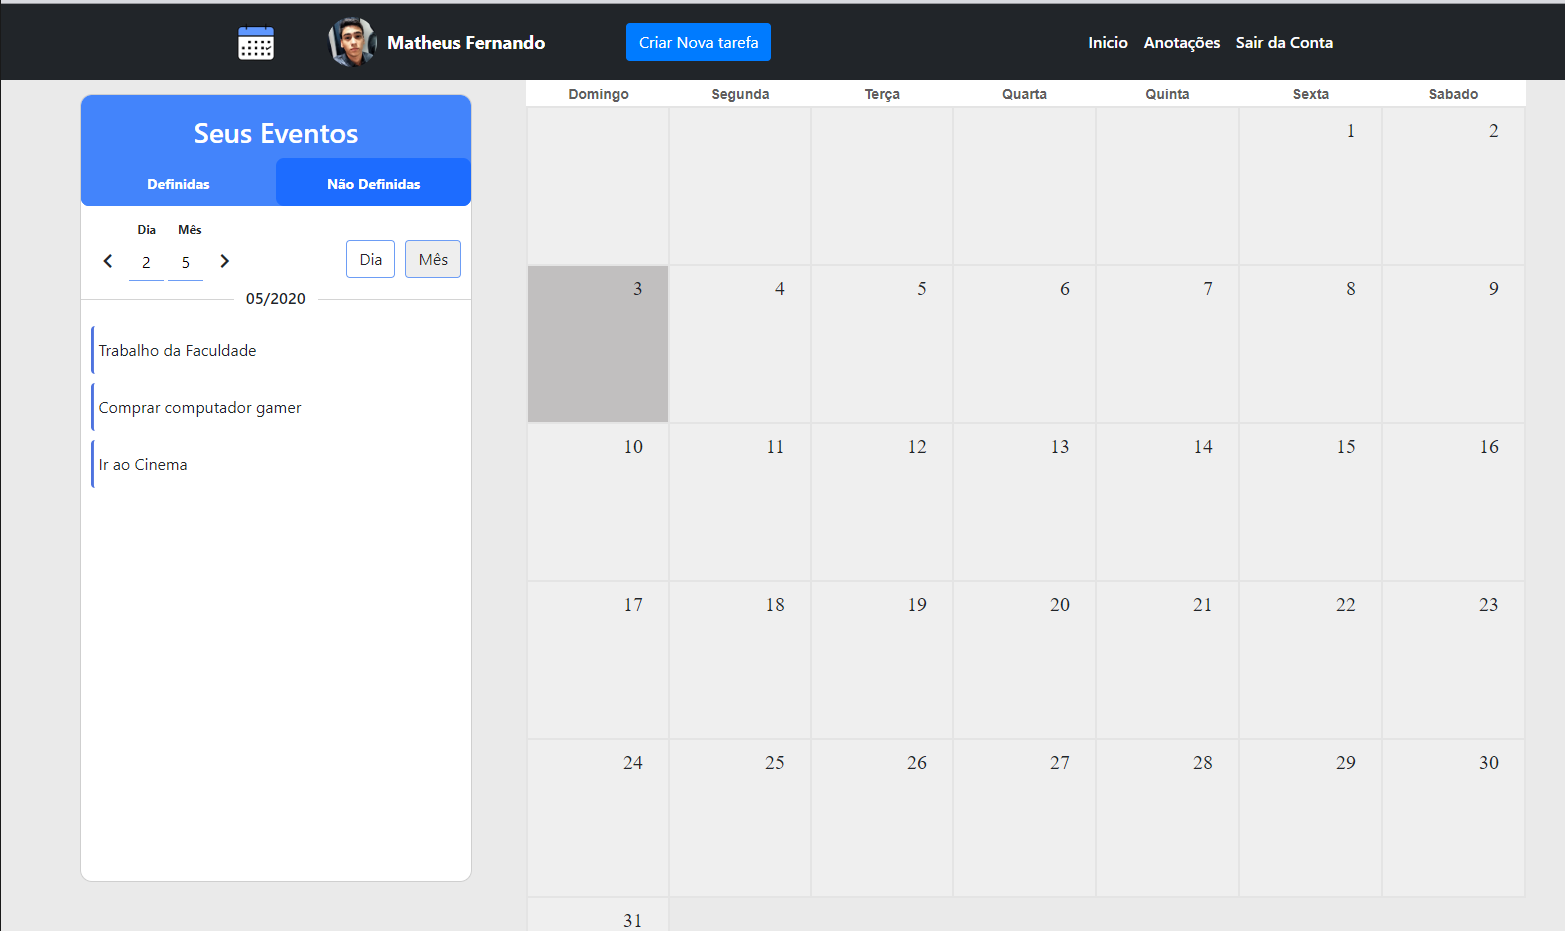 Matheus Fernando
Criar Nova tarefa
Inicio Anotações Sair da Conta
Seus Eventos
Definidas Não Definidas
Dia Mês
2 5
Dia Mês
05/2020
Trabalho da Faculdade
Comprar computador gamer
Ir ao Cinema
Domingo Segunda Terça Quarta Quinta Sexta Sabado
1 2
3 4 5 6 7 8 9
10 11 12 13 14 15 16
17 18 19 20 21 22 23
24 25 26 27 28 29 30
31